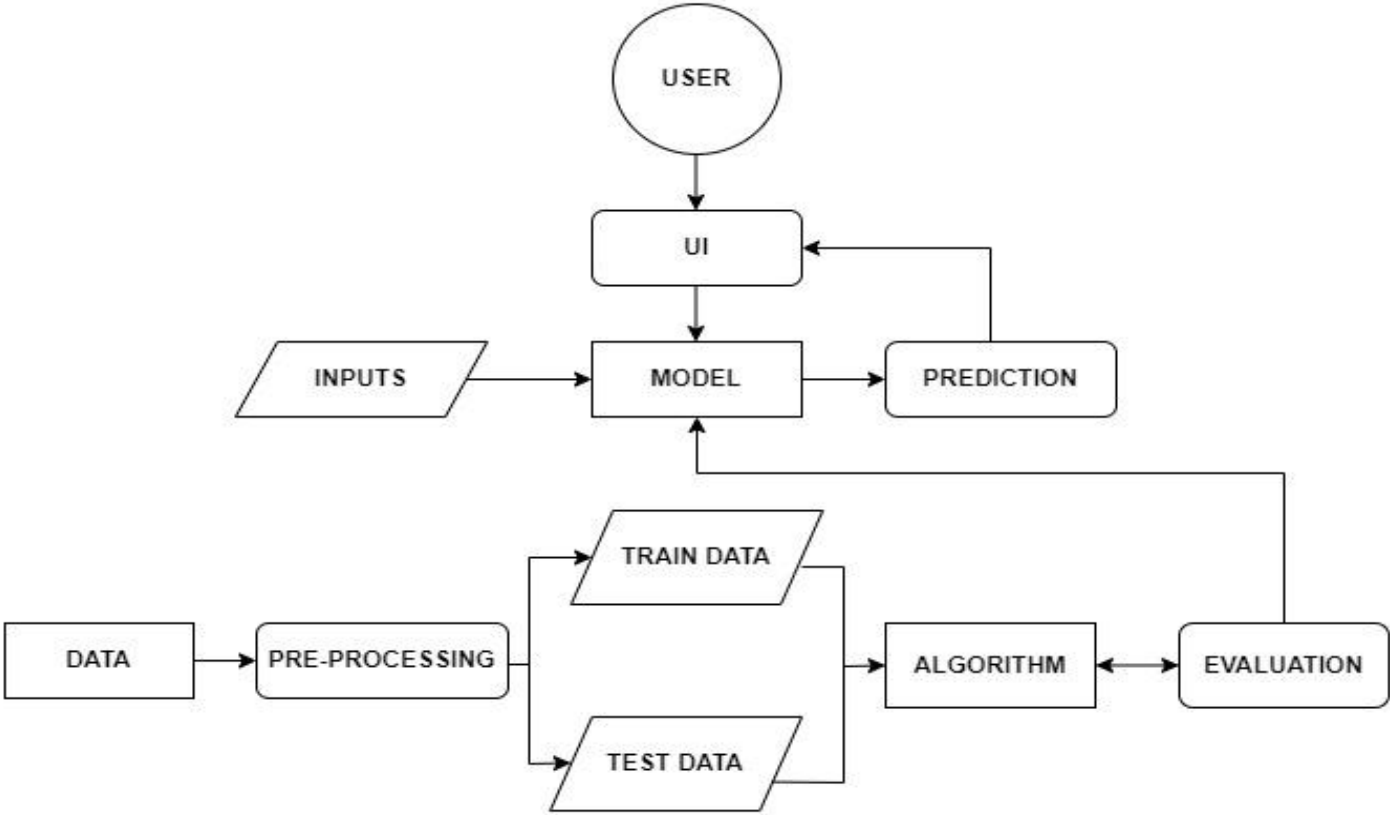 USER
UI
INPUTS
MODEL
PREDICTION
TRAIN DATA
DATA
PRE-PROCESSING
ALGORITHM
EVALUATION
TEST DATA